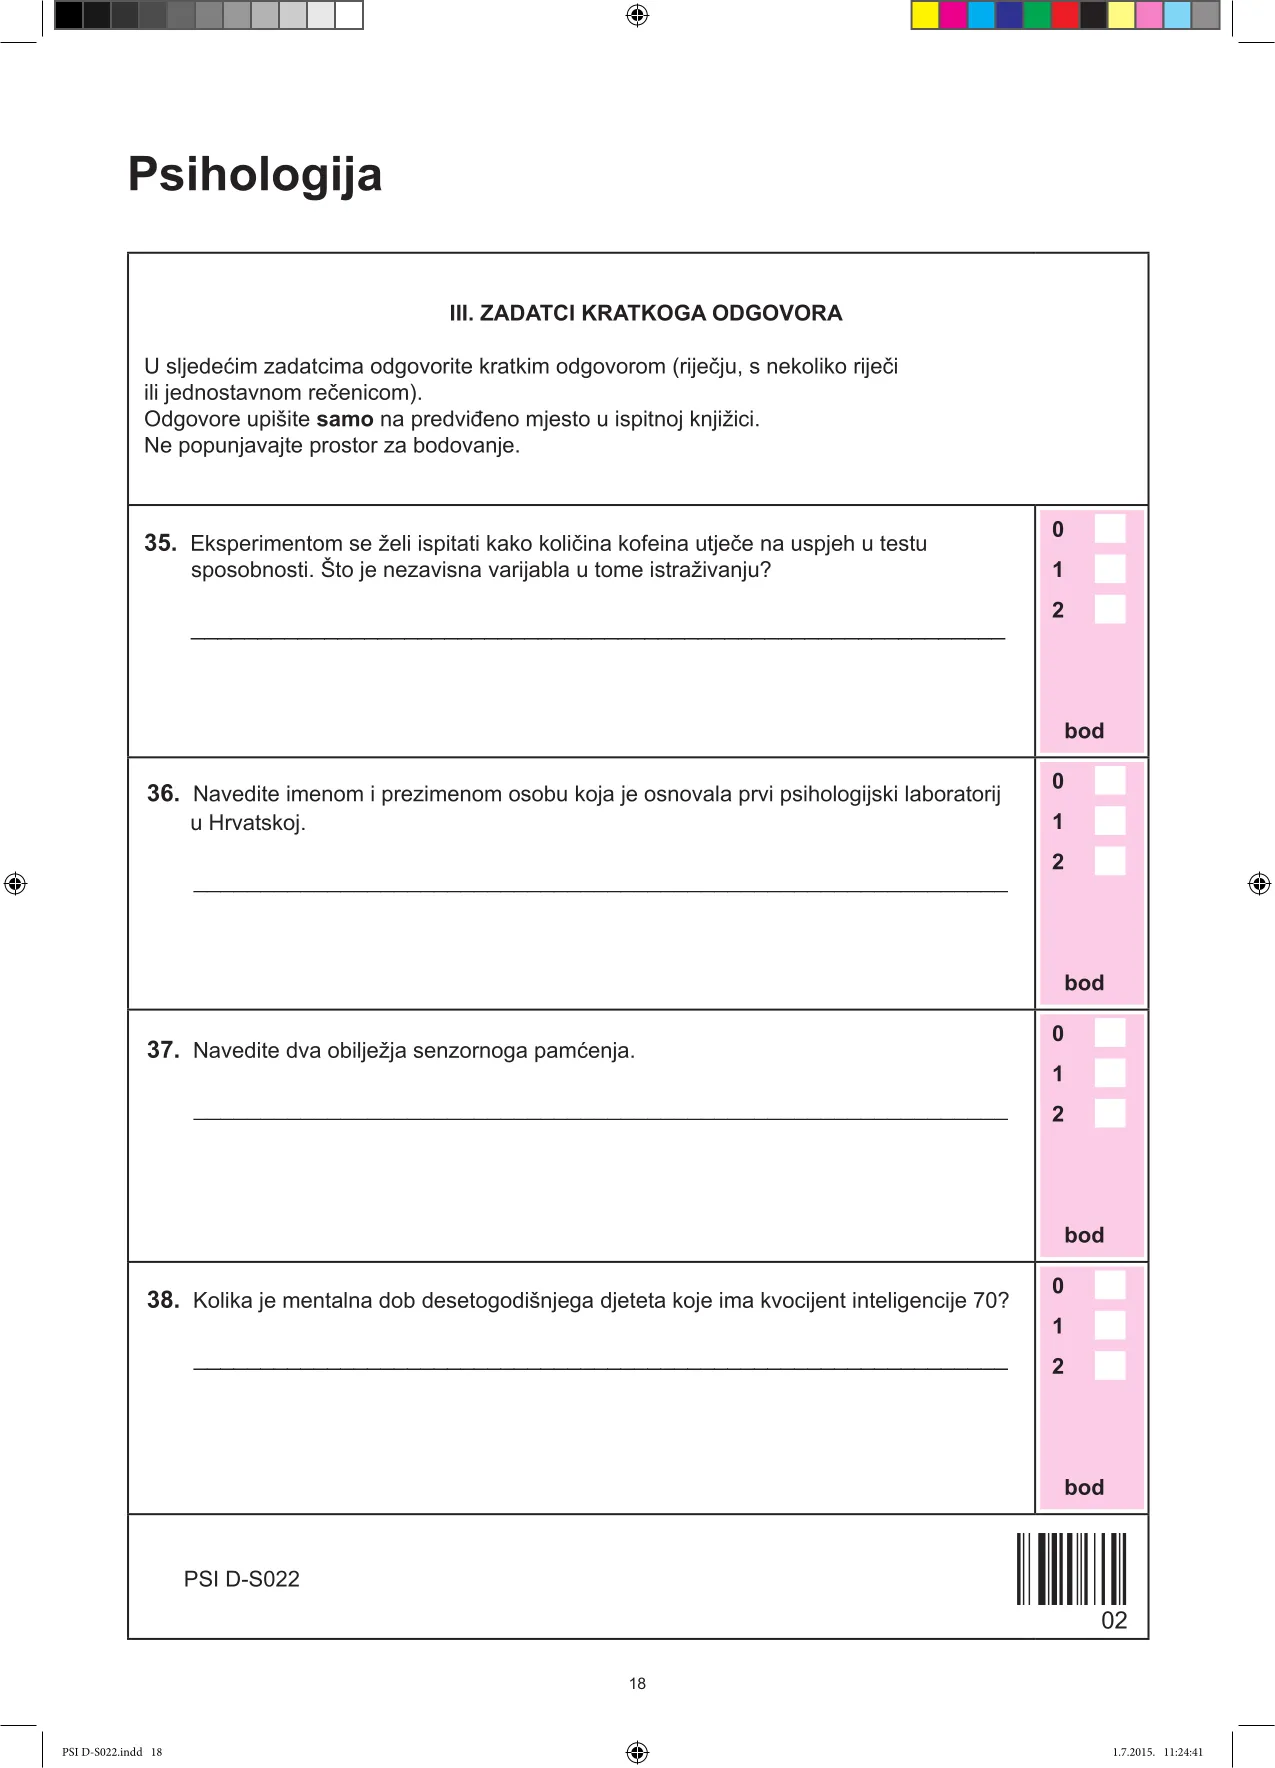 Psihologija
III. ZADATCI KRATKOGA ODGOVORA
U sljedećim zadatcima odgovorite kratkim odgovorom (riječju, s nekoliko riječi
ili jednostavnom rečenicom).
Odgovore upišite samo na predviđeno mjesto u ispitnoj knjižici.
Ne popunjavajte prostor za bodovanje.
35. Eksperimentom se želi ispitati kako količina kofeina utječe na uspjeh u testu
sposobnosti. Što je nezavisna varijabla u tome istraživanju?
0
1
2
bod
36. Navedite imenom i prezimenom osobu koja je osnovala prvi psihologijski laboratorij
u Hrvatskoj.
0
1
2
bod
37. Navedite dva obilježja senzornoga pamćenja.
0
1
2
bod
38. Kolika je mentalna dob desetogodišnjega djeteta koje ima kvocijent inteligencije 70?
0
1
2
bod
PSI D-S022
02
18
PSI D-S022.indd 18
1.7.2015. 11:24:41